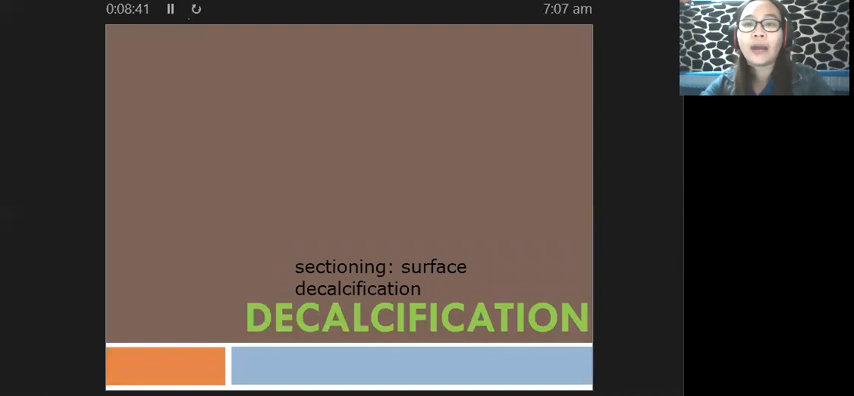 0:08:41
7:07 am
sectioning: surface
decalcification
DECALCIFICATION